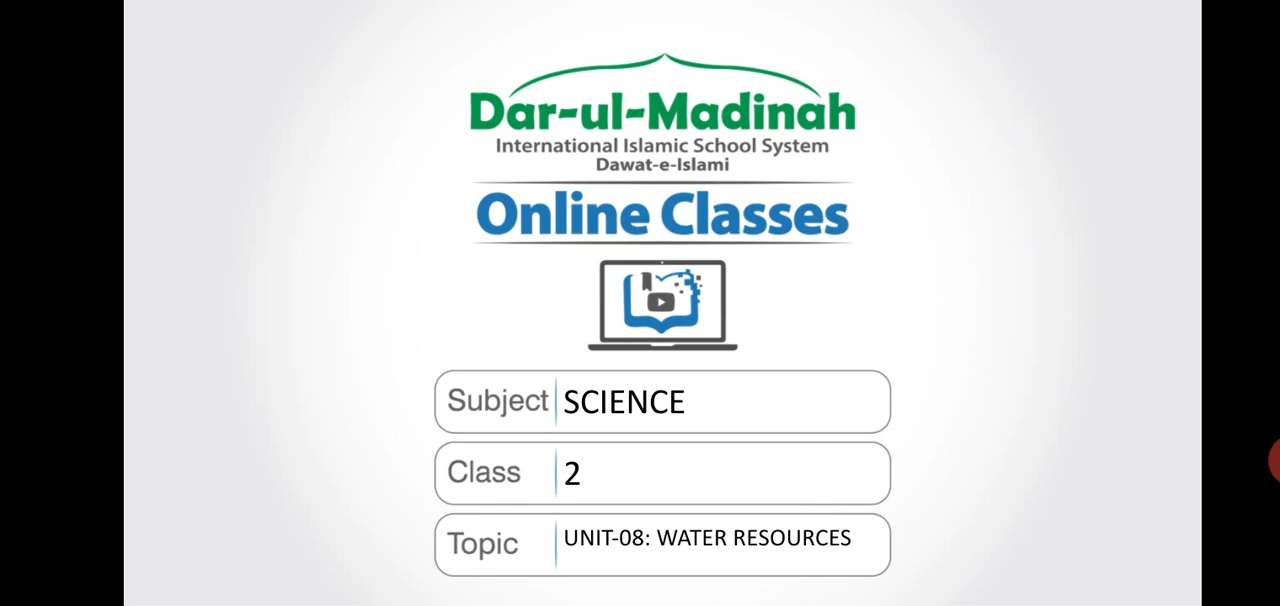 Dar-ul-Madinah
International Islamic School System
Dawat-e-Islami
Online Classes
Subject SCIENCE
Class 2
Topic UNIT-08: WATER RESOURCES